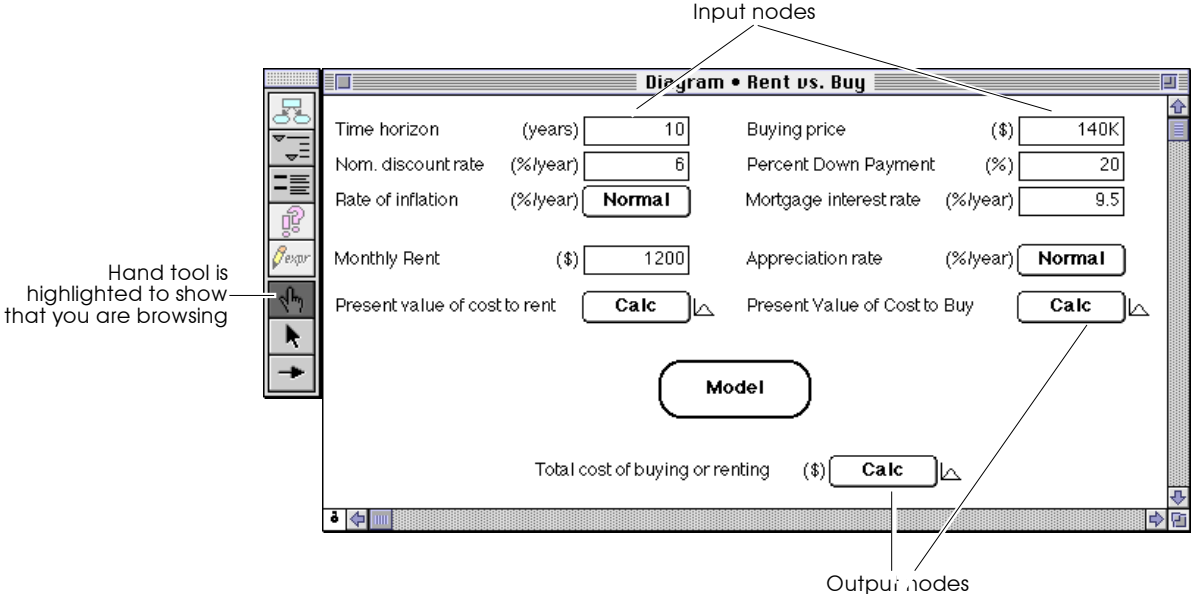 Input nodes
Diagram • Rent vs. Buy
Time horizon (years) 10 Buying price ($) 140K
Nom. discount rate (%/year) 6 Percent Down Payment (%) 20
Rate of inflation (%/year) Normal Mortgage interest rate (%/year) 9.5
expr
Monthly Rent ($) 1200 Appreciation rate (%/year) Normal
Hand tool is
highlighted to show
that you are browsing
Present value of cost to rent Calc Present Value of Cost to Buy Calc
Model
Total cost of buying or renting ($) Calc
Output nodes